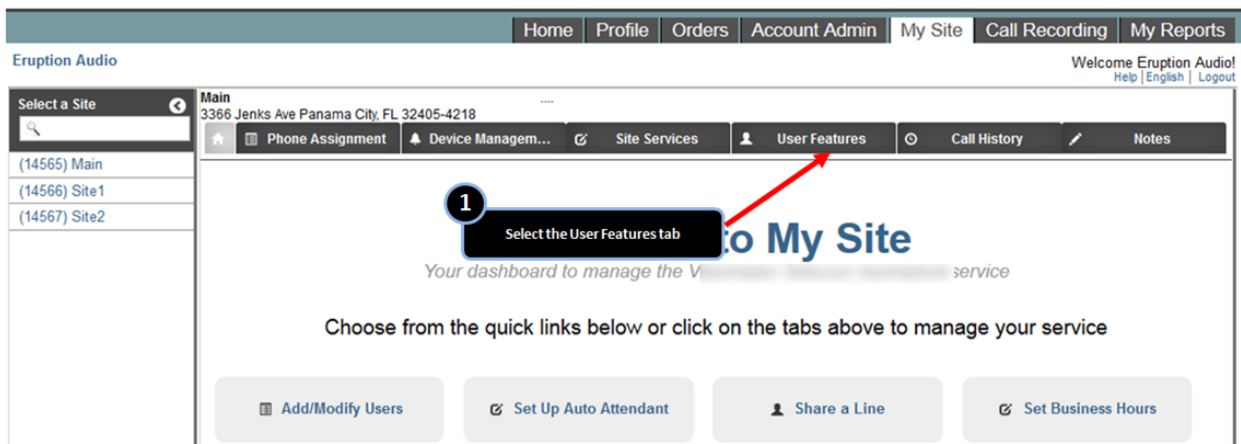 Home Profile Orders Account Admin My Site Call Recording My Reports
Eruption Audio
Welcome Eruption Audio!
Help | English | Logout
Select a Site
Main ....
3366 Jenks Ave Panama City, FL 32405-4218
Phone Assignment Device Managem... Site Services User Features Call History Notes
(14565) Main
(14566) Site1
(14567) Site2
1
Select the User Features tab
to My Site
Your dashboard to manage the service
Choose from the quick links below or click on the tabs above to manage your service
Add/Modify Users Set Up Auto Attendant Share a Line Set Business Hours